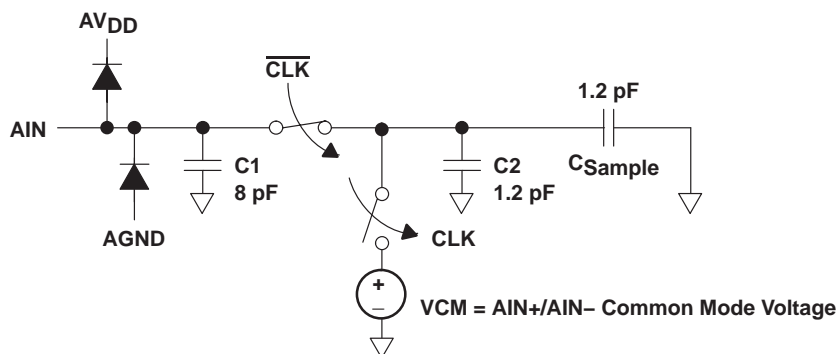 AVDD
CLK
1.2 pF
AIN
C1
8 pF
C2
1.2 pF
CSample
AGND
CLK
+
−
VCM = AIN+/AIN− Common Mode Voltage